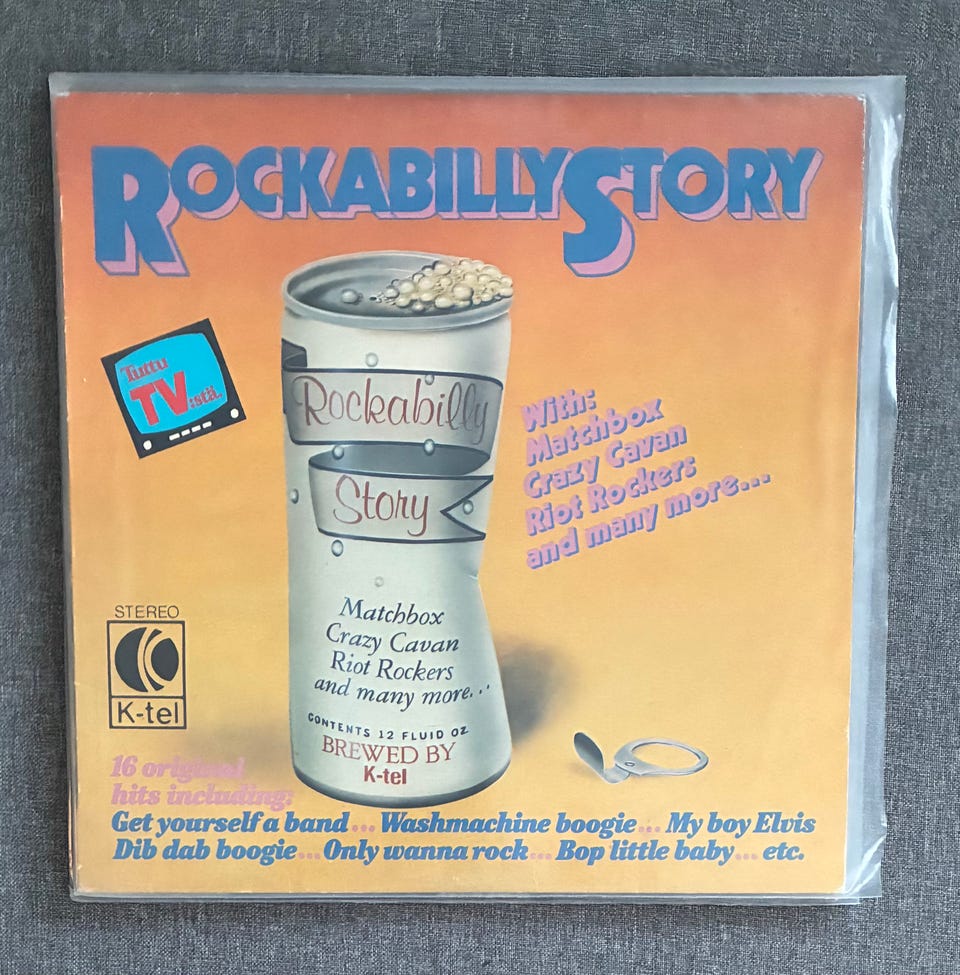 ROCKABILLY STORY
Tuttu
TV:stä.
Rockabilly
Story
With:
Matchbox
Crazy Cavan
Riot Rockers
and many more...
Matchbox
Crazy Cavan
Riot Rockers
and many more...
CONTENTS 12 FLUID OZ
BREWED BY
K-tel
STEREO
K-tel
16 original
hits including:
Get yourself a band... Washmachine boogie... My boy Elvis
Dib dab boogie... Only wanna rock... Bop little baby... etc.